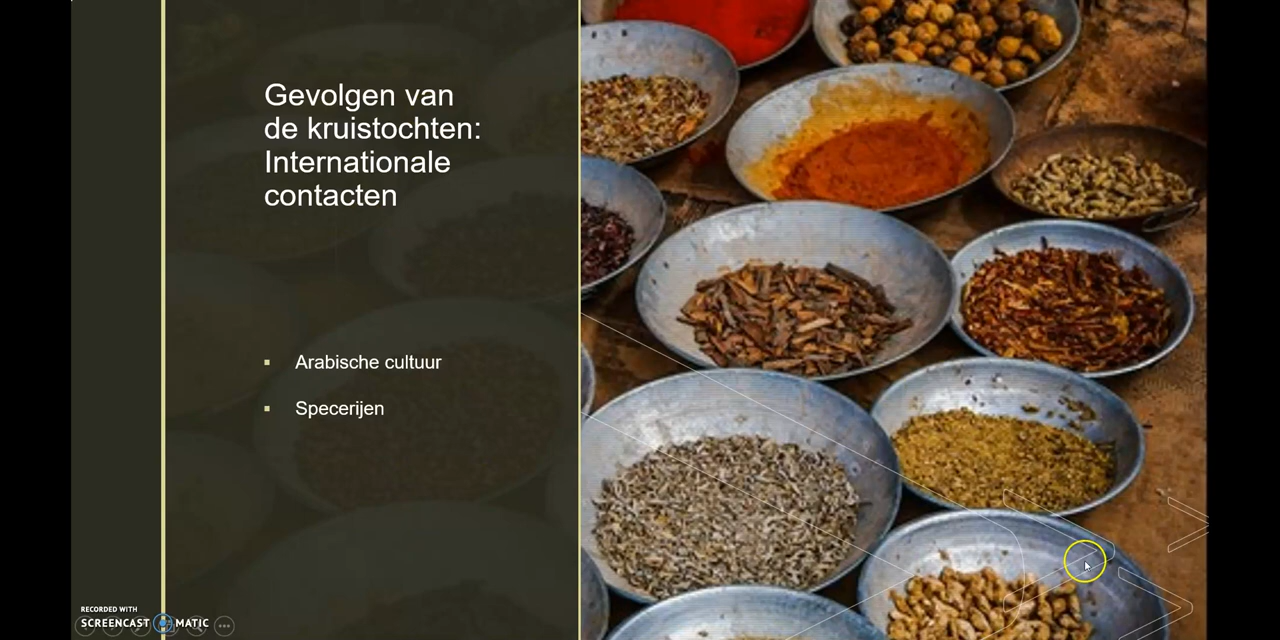 Gevolgen van
de kruistochten:
Internationale
contacten
▪ Arabische cultuur
▪ Specerijen
RECORDED WITH
SCREENCAST MATIC